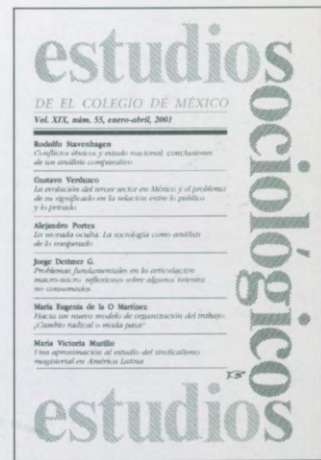 estudios
sociológicos
DE EL COLEGIO DE MÉXICO
Vol. XIX, núm. 55, enero-abril, 2001
Rodolfo Stavenhagen
Conflictos étnicos y estado nacional: conclusiones
de un análisis comparativo
Gustavo Verduzco
La evolución del tercer sector en México y el problema
de su significado en la relación entre lo público
y lo privado
Alejandro Portes
La mirada oculta. La sociología como análisis
de lo inesperado
Jorge Dettmer G.
Problemas fundamentales en la articulación
macro-micro: reflexiones sobre algunos intentos
no consumados
María Eugenia de la O Martínez
Hacia un nuevo modelo de organización del trabajo:
¿Cambio radical o moda pasajera?
María Victoria Murillo
Una aproximación al estudio del sindicalismo
magisterial en América Latina
estudios